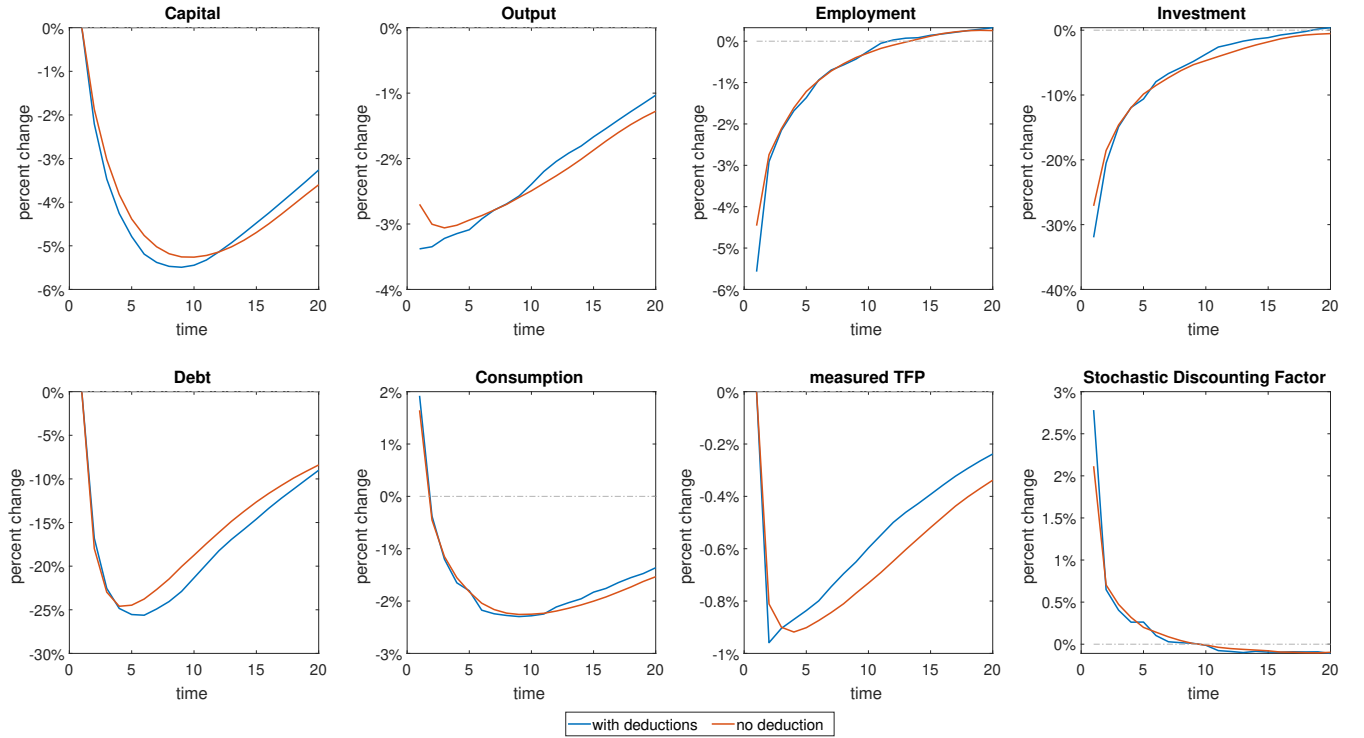 Capital
0%
-1%
-2%
-3%
-4%
-5%
-6%
percent change
0 5 10 15 20
time
Output
0%
-1%
-2%
-3%
-4%
percent change
0 5 10 15 20
time
Employment
0%
-1%
-2%
-3%
-4%
-5%
-6%
percent change
0 5 10 15 20
time
Investment
0%
-10%
-20%
-30%
-40%
percent change
0 5 10 15 20
time
Debt
0%
-5%
-10%
-15%
-20%
-25%
-30%
percent change
0 5 10 15 20
time
Consumption
2%
1%
0%
-1%
-2%
-3%
percent change
0 5 10 15 20
time
measured TFP
0%
-0.2%
-0.4%
-0.6%
-0.8%
-1%
percent change
0 5 10 15 20
time
Stochastic Discounting Factor
3%
2.5%
2%
1.5%
1%
0.5%
0%
percent change
0 5 10 15 20
time
with deductions no deduction